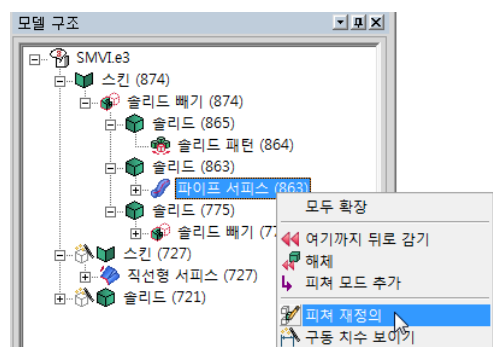 모델 구조
SMVI.e3
스킨 (874)
솔리드 빼기 (874)
솔리드 (865)
솔리드 패턴 (864)
솔리드 (863)
파이프 서피스 (863)
솔리드 (775)
솔리드 빼기 (77
스킨 (727)
직선형 서피스 (727)
솔리드 (721)
모두 확장
여기까지 뒤로 감기
해체
피쳐 모드 추가
피쳐 재정의
구동 치수 보이기